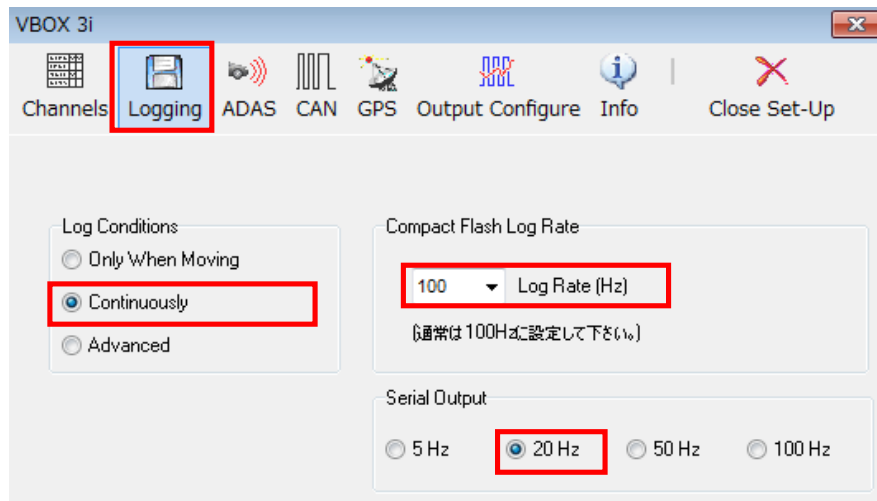 VBOX 3i
Channels Logging ADAS CAN GPS Output Configure Info Close Set-Up
Log Conditions
Only When Moving
Continuously
Advanced
Compact Flash Log Rate
100 Log Rate (Hz)
(通常は100Hzに設定して下さい。)
Serial Output
5 Hz 20 Hz 50 Hz 100 Hz